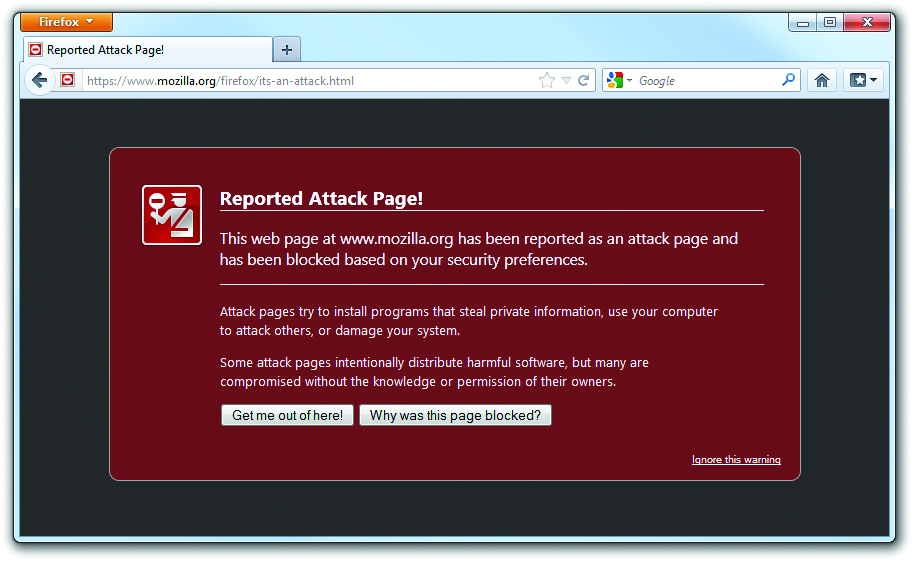 Firefox
Reported Attack Page!
https://www.mozilla.org/firefox/its-an-attack.html
Google
Reported Attack Page!
This web page at www.mozilla.org has been reported as an attack page and
has been blocked based on your security preferences.
Attack pages try to install programs that steal private information, use your computer
to attack others, or damage your system.
Some attack pages intentionally distribute harmful software, but many are
compromised without the knowledge or permission of their owners.
Get me out of here! Why was this page blocked?
Ignore this warning